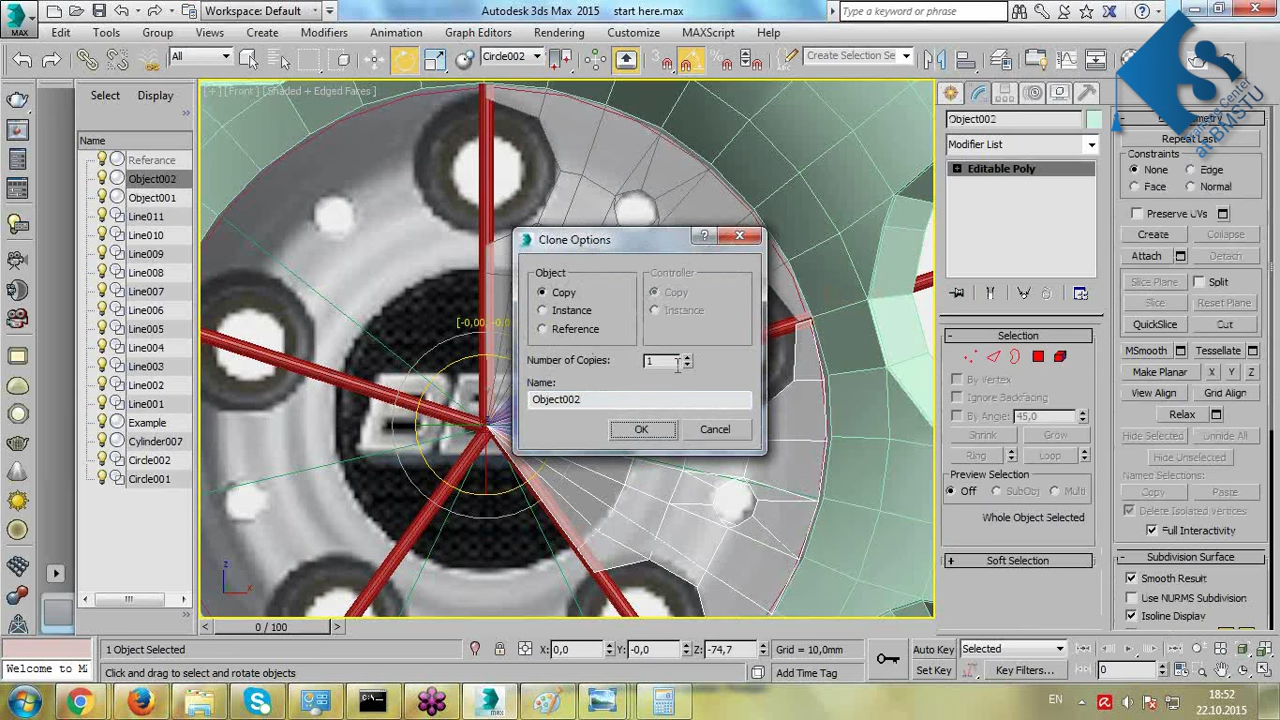 Workspace: Default
Autodesk 3ds Max 2015 start here.max
Type a keyword or phrase
MAX
Edit Tools Group Views Create Modifiers Animation Graph Editors Rendering Customize MAXScript Help
All
Circle002
Create Selection Se
Training Center
at BMSTU
Select Display
Name
Referance
Object002
Object001
Line011
Line010
Line009
Line008
Line007
Line006
Line005
Line004
Line003
Line002
Line001
Example
Cylinder007
Circle002
Circle001
[+] [Front] [Shaded + Edged Faces]
Clone Options
Object
Copy
Instance
Reference
Controller
Copy
Instance
Number of Copies: 1
Name:
Object002
OK Cancel
z
x
Object002
Modifier List
Editable Poly
Selection
By Vertex
Ignore Backfacing
By Angle: 45,0
Shrink Grow
Ring Loop
Preview Selection
Off SubObj Multi
Whole Object Selected
Soft Selection
Repeat Last
Constraints
None Edge
Face Normal
Preserve UVs
Create Collapse
Attach Detach
Slice Plane Split
Slice Reset Plane
QuickSlice Cut
MSmooth Tessellate
Make Planar X Y Z
View Align Grid Align
Relax
Hide Selected Unhide All
Hide Unselected
Named Selections:
Copy Paste
Delete Isolated Vertices
Full Interactivity
Subdivision Surface
Smooth Result
Use NURMS Subdivision
Isoline Display
0 / 100
1 Object Selected
X: 0,0 Y: -0,0 Z: -74,7 Grid = 10,0mm
Auto Key Selected
Welcome to M
Click and drag to select and rotate objects
Add Time Tag
Set Key Key Filters...
0
EN
18:52
22.10.2015